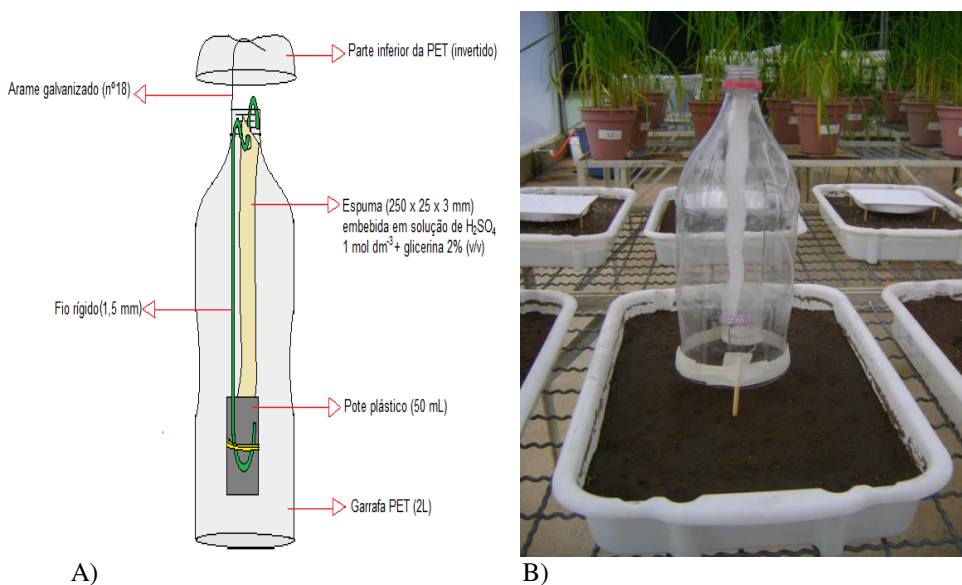 Parte inferior da PET (invertido)
Arame galvanizado (nº18)
Espuma (250 x 25 x 3 mm)
embebida em solução de H₂SO₄
1 mol dm⁻³ + glicerina 2% (v/v)
Fio rígido(1,5 mm)
Pote plástico (50 mL)
Garrafa PET (2L)
A)
B)
12